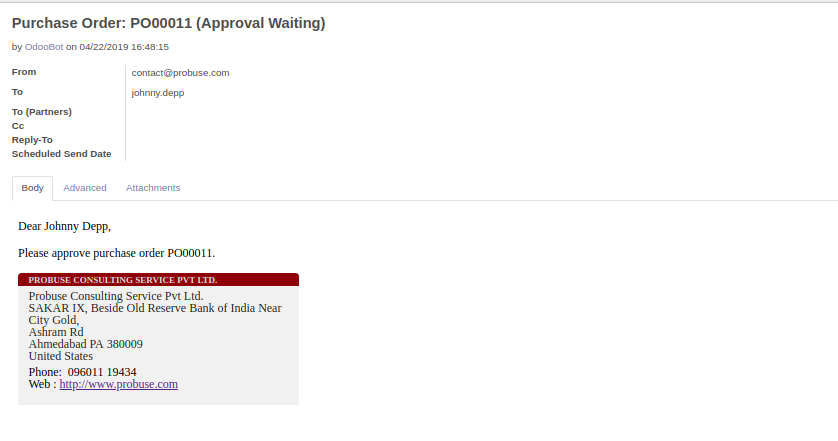 Purchase Order: PO00011 (Approval Waiting)
by OdooBot on 04/22/2019 16:48:15
From contact@probuse.com
To johnny.depp
To (Partners)
Cc
Reply-To
Scheduled Send Date
Body Advanced Attachments
Dear Johnny Depp,
Please approve purchase order PO00011.
PROBUSE CONSULTING SERVICE PVT LTD.
Probuse Consulting Service Pvt Ltd.
SAKAR IX, Beside Old Reserve Bank of India Near
City Gold,
Ashram Rd
Ahmedabad PA 380009
United States
Phone: 096011 19434
Web : http://www.probuse.com